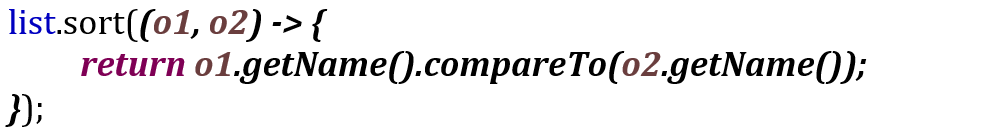 list.sort((o1, o2) -> {
return o1.getName().compareTo(o2.getName());
});